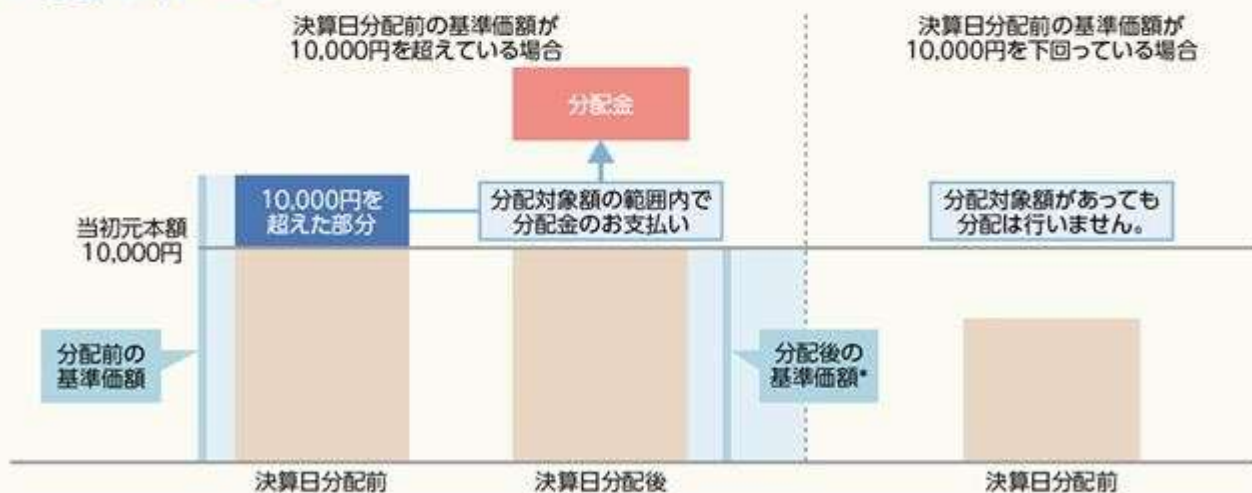 決算日分配前の基準価額が
10,000円を超えている場合
決算日分配前の基準価額が
10,000円を下回っている場合
分配金
10,000円を
超えた部分
分配対象額の範囲内で
分配金のお支払い
分配対象額があっても
分配は行いません。
当初元本額
10,000円
分配前の
基準価額
分配後の
基準価額*
決算日分配前
決算日分配後
決算日分配前